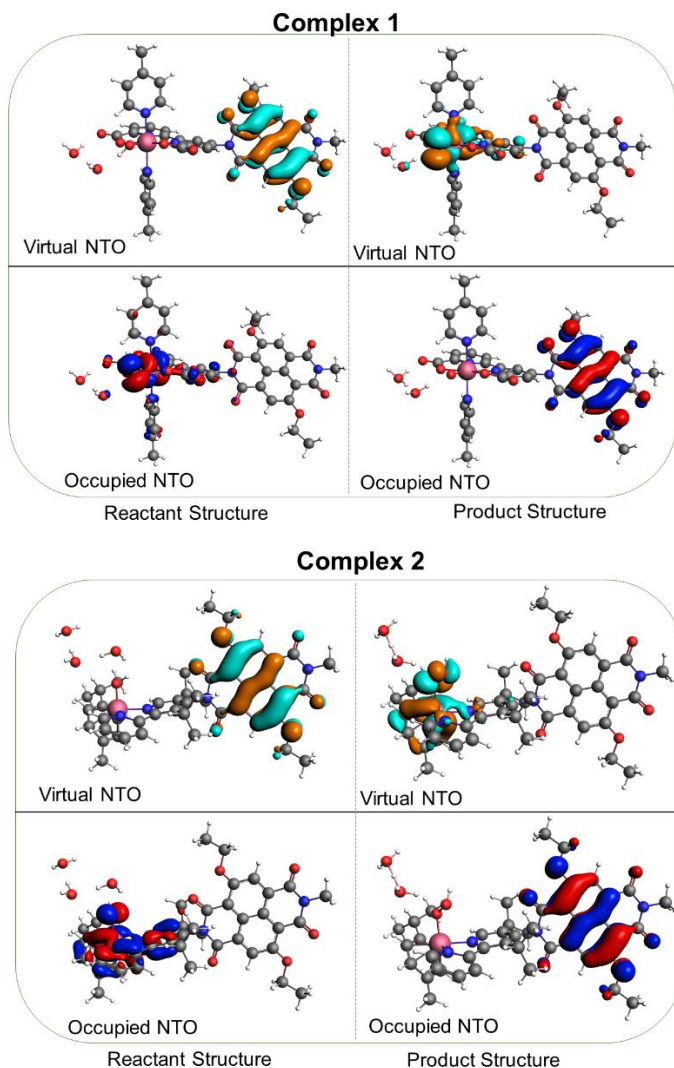 Complex 1
Virtual NTO
Virtual NTO
Occupied NTO
Occupied NTO
Reactant Structure
Product Structure
Complex 2
Virtual NTO
Virtual NTO
Occupied NTO
Occupied NTO
Reactant Structure
Product Structure